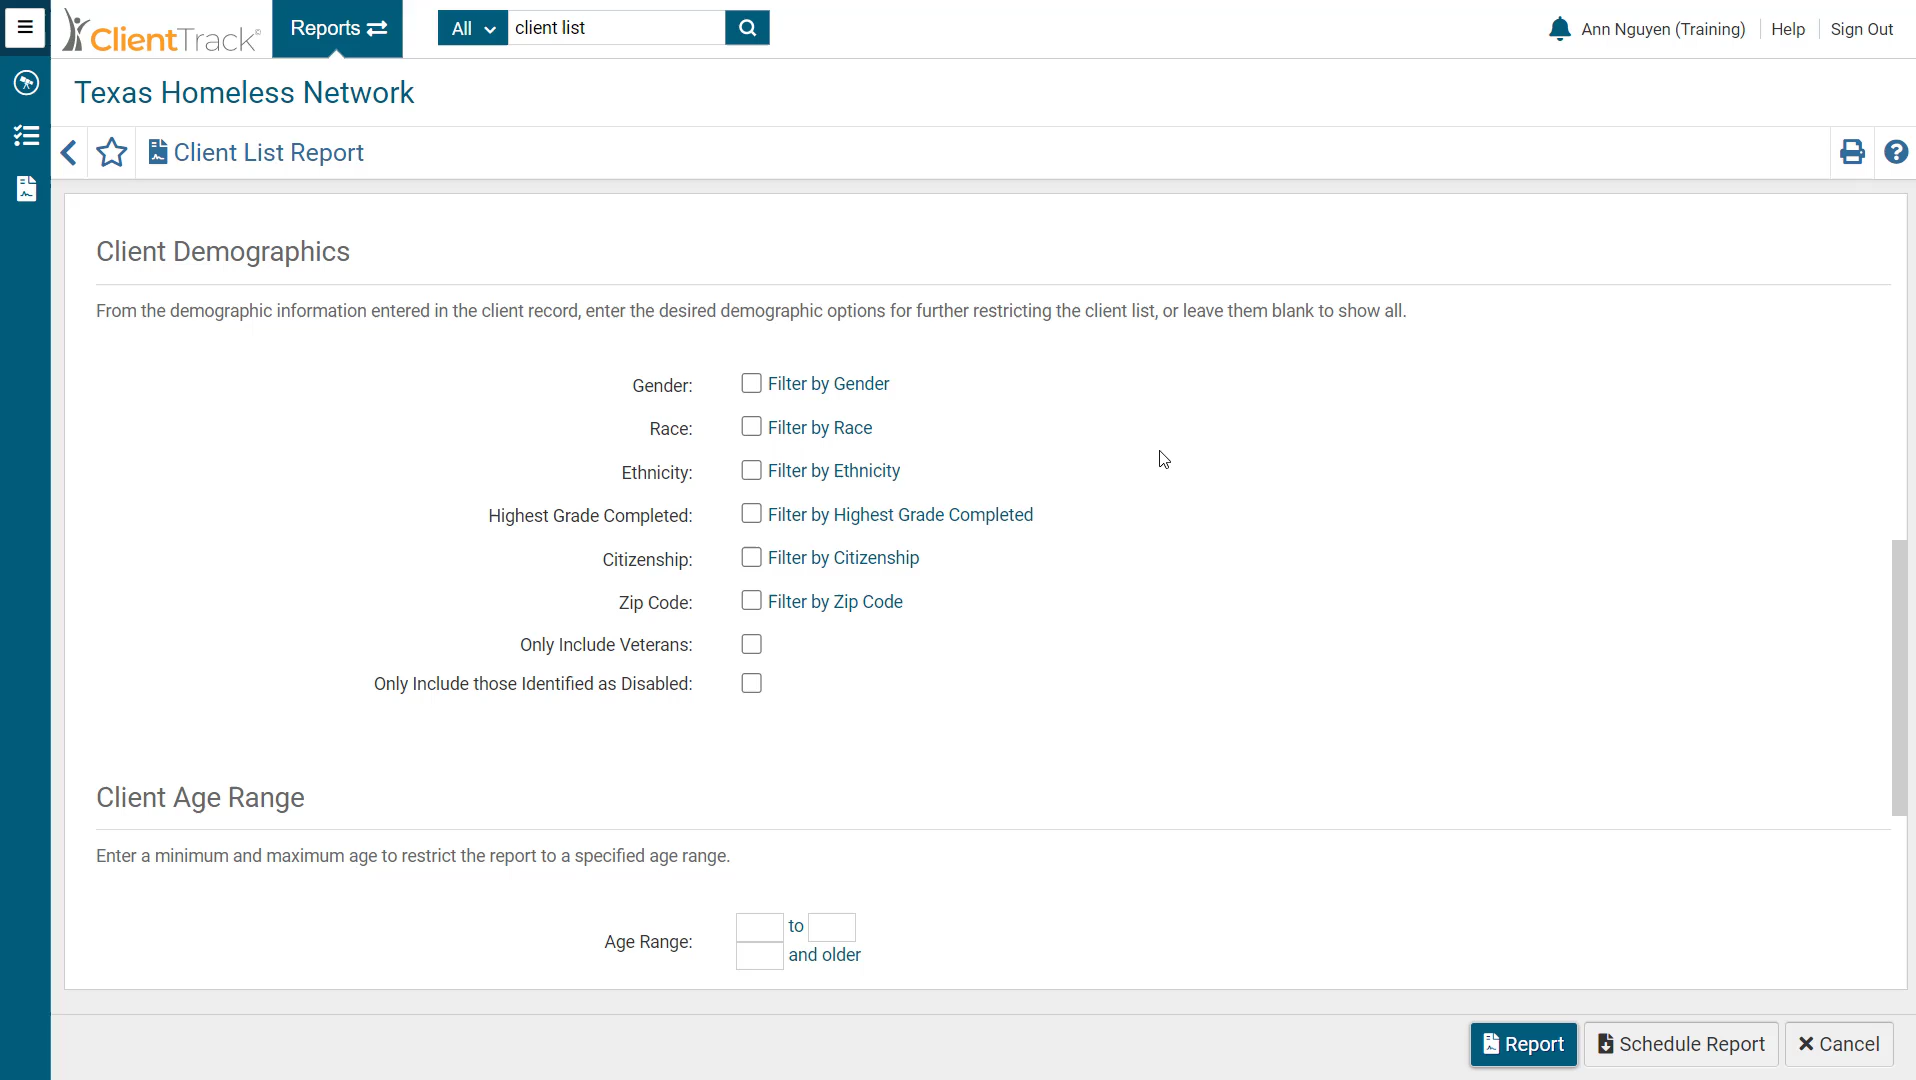 ClientTrack©
Reports
All
client list
Ann Nguyen (Training)
Help
Sign Out
Texas Homeless Network
Client List Report
Client Demographics
From the demographic information entered in the client record, enter the desired demographic options for further restricting the client list, or leave them blank to show all.
Gender: Filter by Gender
Race: Filter by Race
Ethnicity: Filter by Ethnicity
Highest Grade Completed: Filter by Highest Grade Completed
Citizenship: Filter by Citizenship
Zip Code: Filter by Zip Code
Only Include Veterans:
Only Include those Identified as Disabled:
Client Age Range
Enter a minimum and maximum age to restrict the report to a specified age range.
Age Range: to
and older
Report
Schedule Report
Cancel